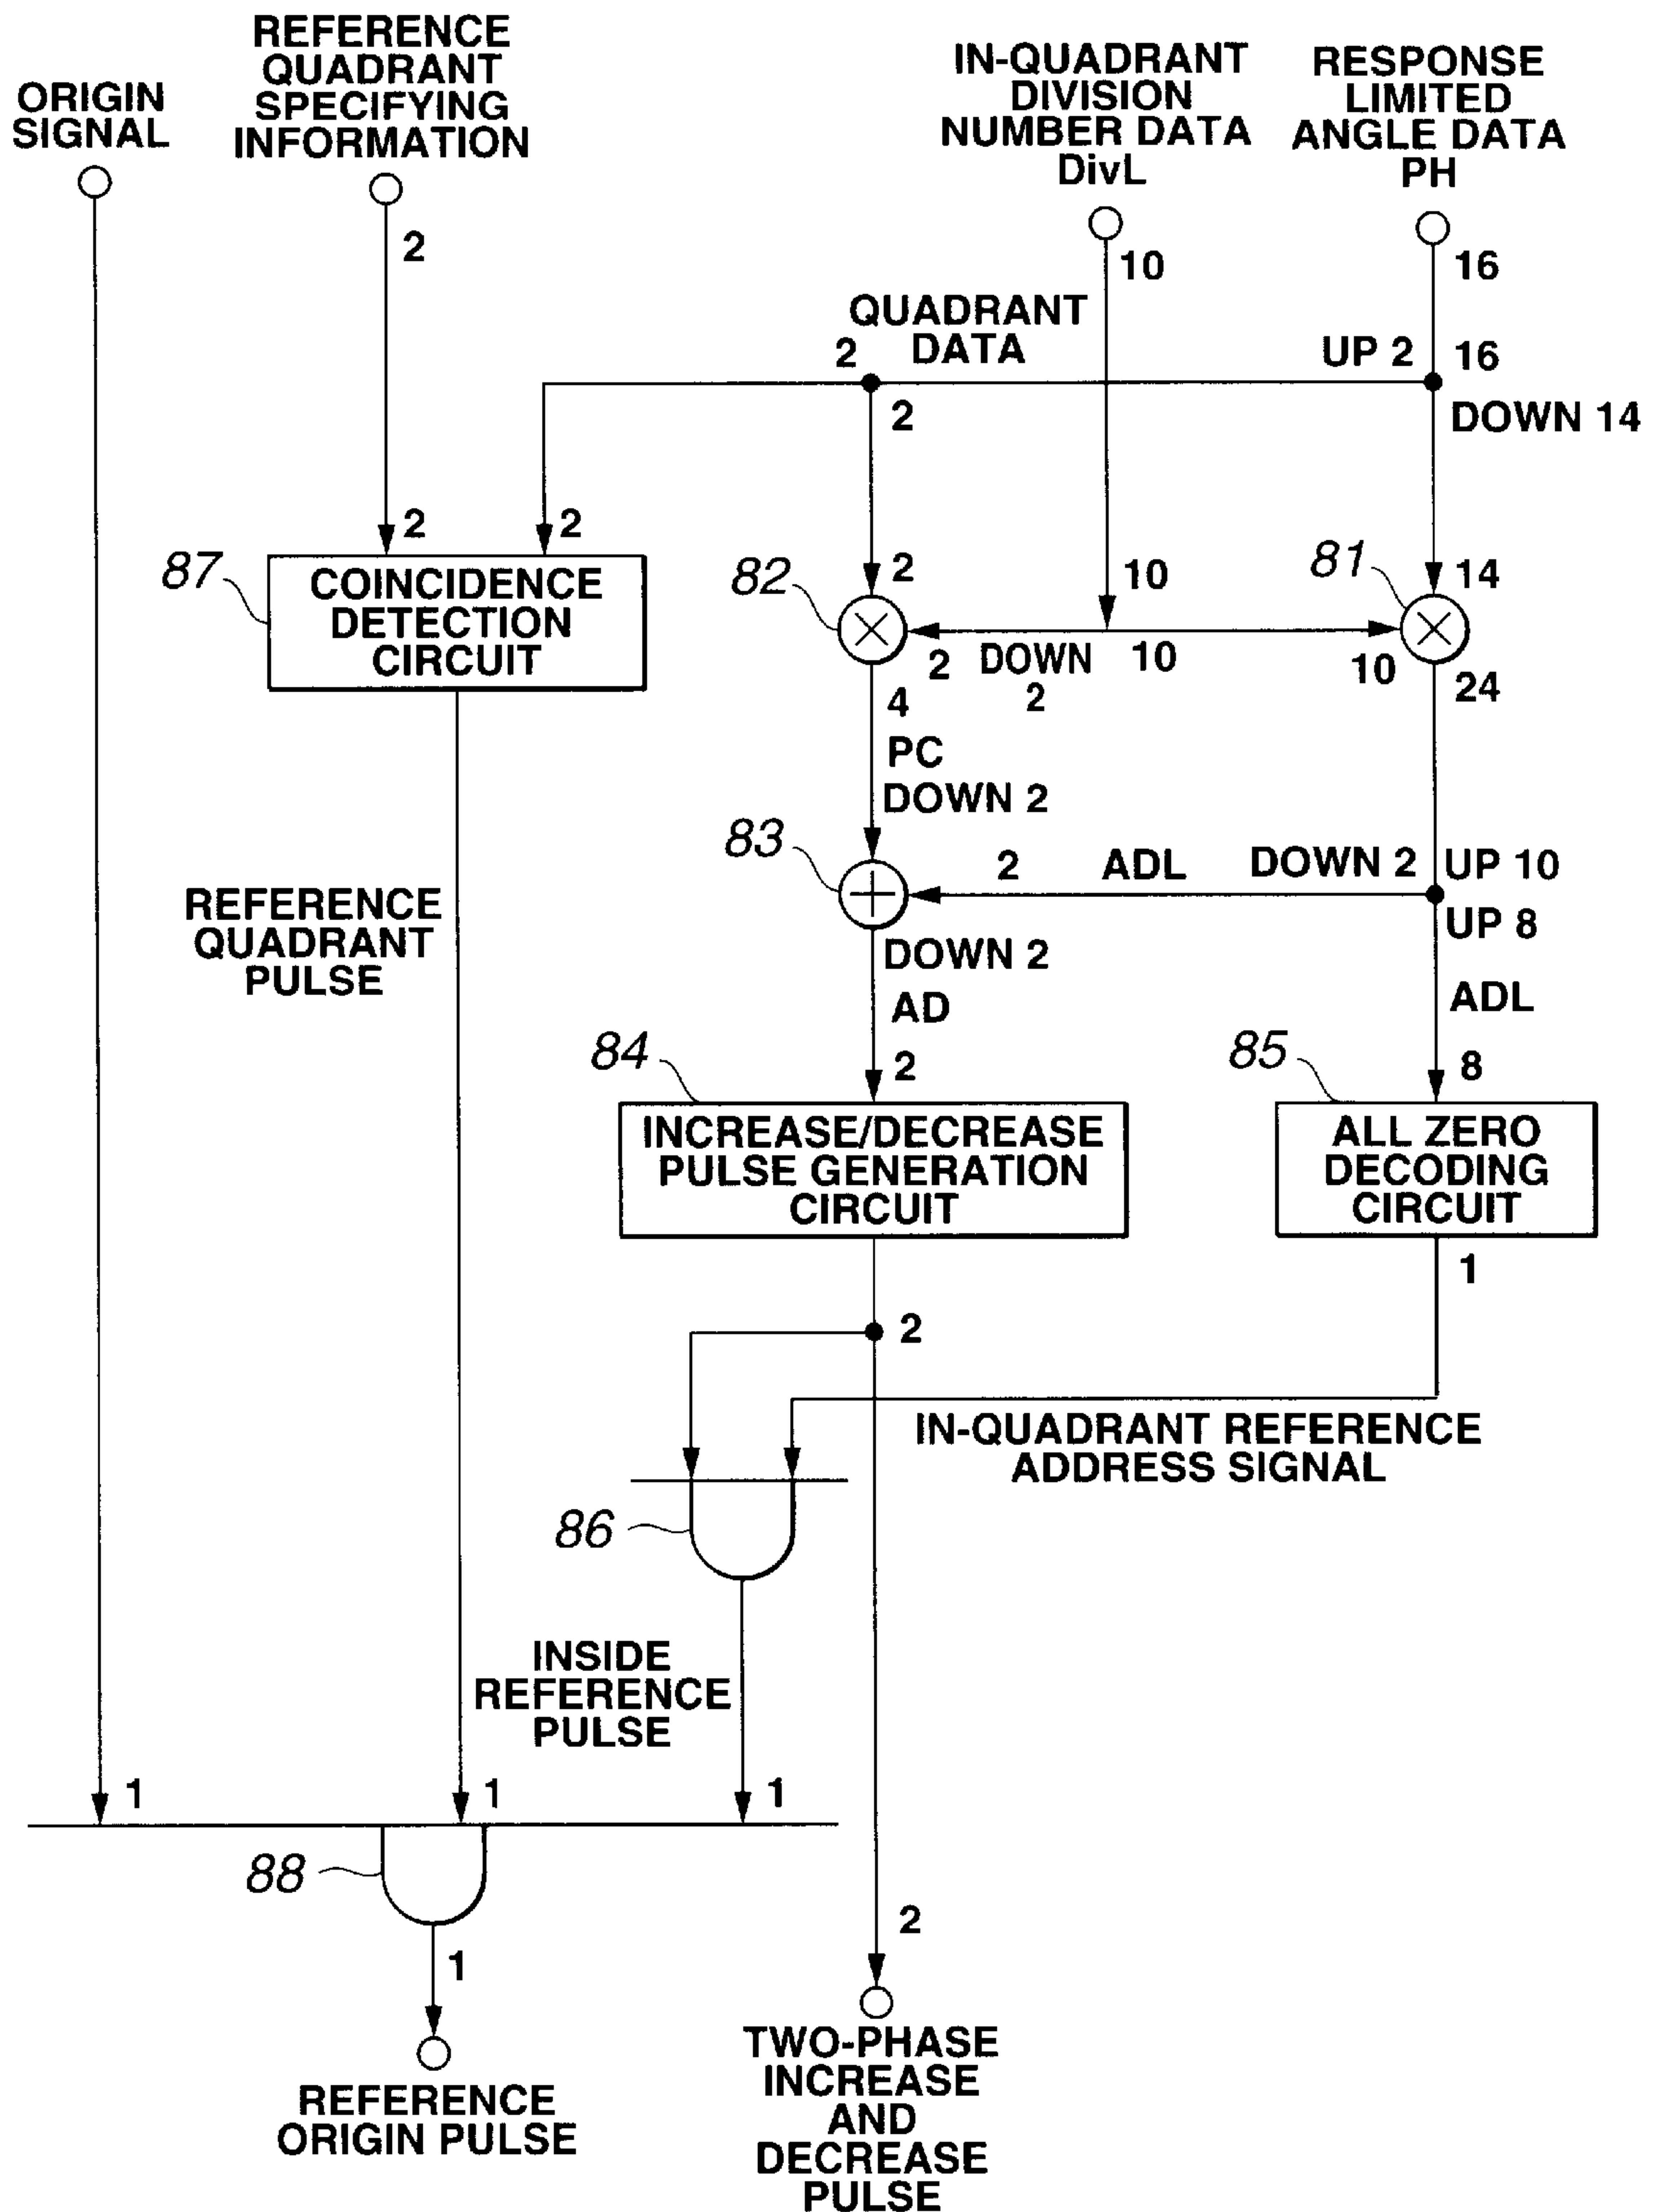 ORIGIN
SIGNAL
REFERENCE
QUADRANT
SPECIFYING
INFORMATION
IN-QUADRANT
DIVISION
NUMBER DATA
DivL
RESPONSE
LIMITED
ANGLE DATA
PH
2
10
16
QUADRANT
DATA
2
UP 2
16
2
DOWN 14
2
2
87
COINCIDENCE
DETECTION
CIRCUIT
82
2
10
81
14
2
DOWN
2
10
10
24
4
PC
DOWN 2
83
2
ADL
DOWN 2
UP 10
UP 8
REFERENCE
QUADRANT
PULSE
DOWN 2
AD
ADL
84
2
85
8
INCREASE/DECREASE
PULSE GENERATION
CIRCUIT
ALL ZERO
DECODING
CIRCUIT
1
2
IN-QUADRANT REFERENCE
ADDRESS SIGNAL
86
INSIDE
REFERENCE
PULSE
1
1
1
88
1
2
REFERENCE
ORIGIN PULSE
TWO-PHASE
INCREASE
AND
DECREASE
PULSE